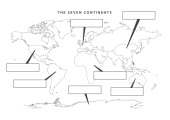 THE SEVEN CONTINENTS